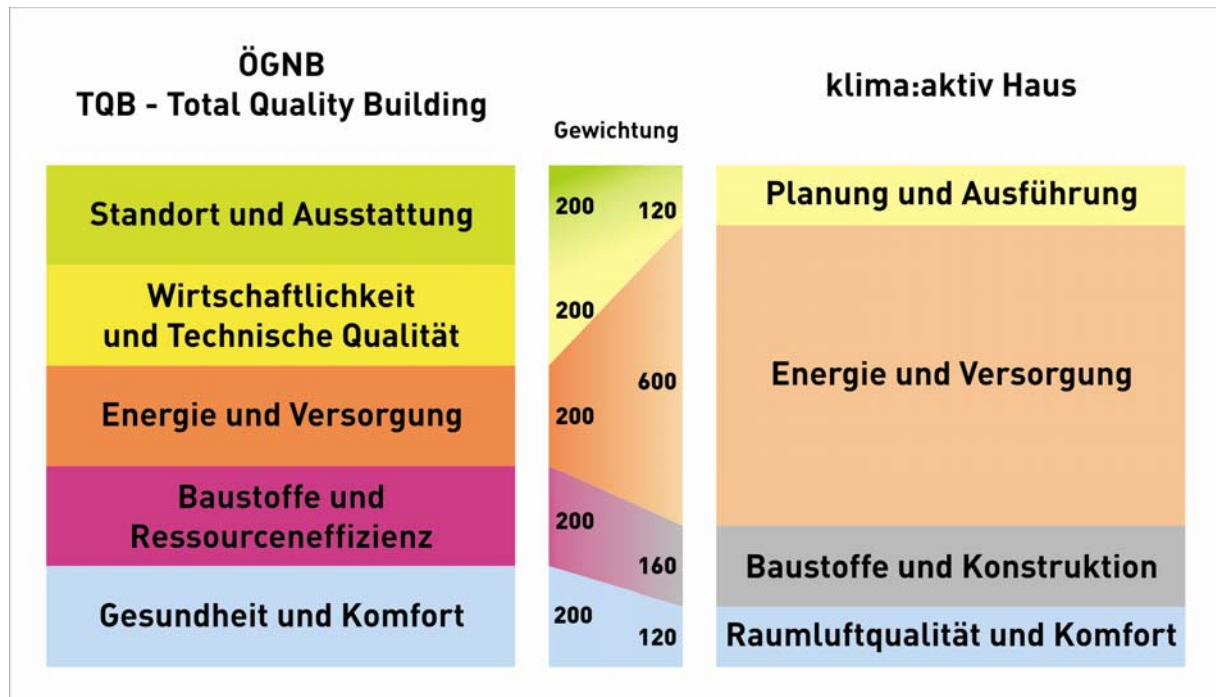 ÖGNB
TQB - Total Quality Building
Gewichtung
klima:aktiv Haus
Standort und Ausstattung
Wirtschaftlichkeit
und Technische Qualität
Energie und Versorgung
Baustoffe und
Ressourceneffizienz
Gesundheit und Komfort
200
120
200
600
200
200
160
200
120
Planung und Ausführung
Energie und Versorgung
Baustoffe und Konstruktion
Raumluftqualität und Komfort